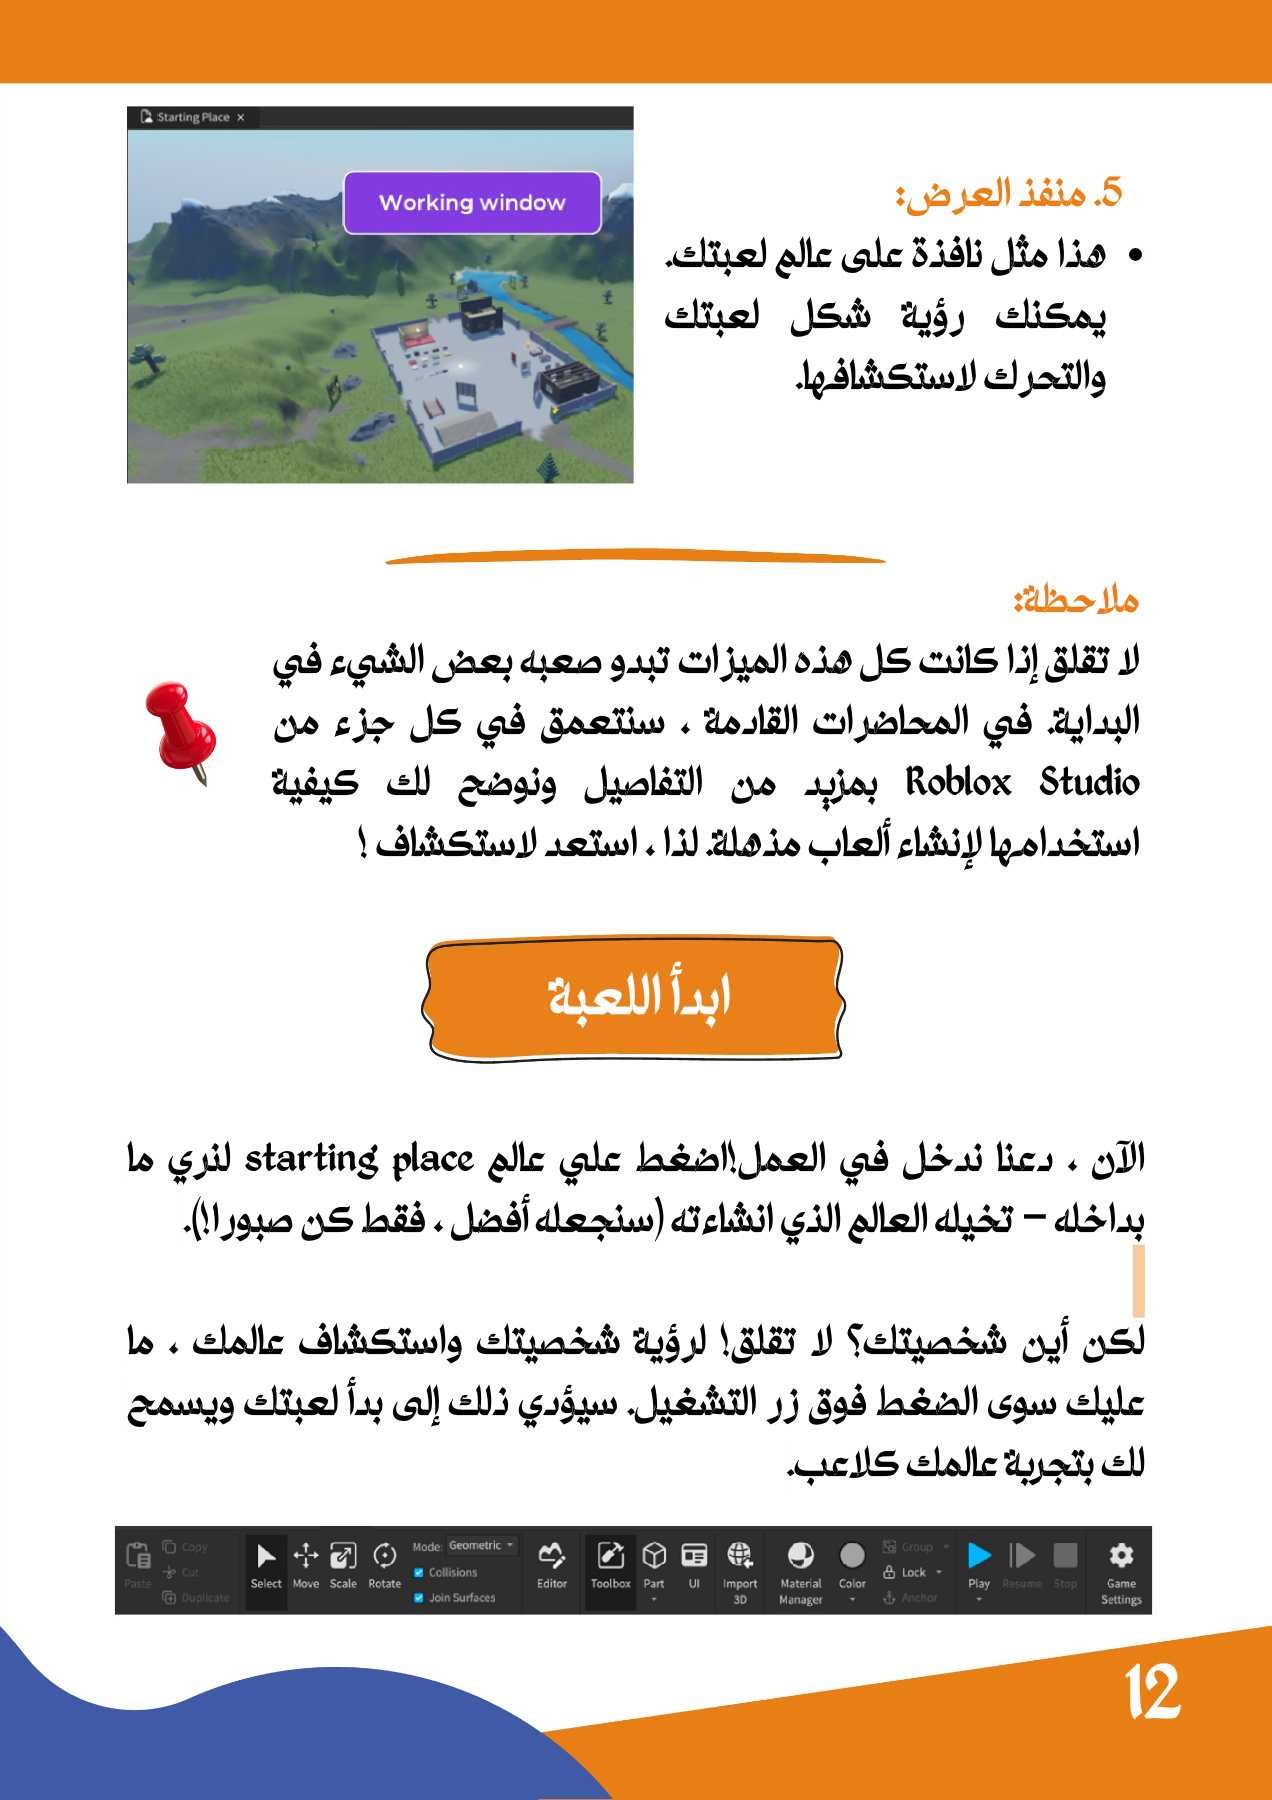 Starting Place ×
Working window
5. منفذ العرض:
• هذا مثل نافذة على عالم لعبتك.
يمكنك رؤية شكل لعبتك
والتحرك لاستكشافها.
ملاحظة:
لا تقلق إذا كانت كل هذه الميزات تبدو صعبه بعض الشيء في
البداية. في المحاضرات القادمة ، سنتعمق في كل جزء من
Roblox Studio بمزيد من التفاصيل ونوضح لك كيفية
استخدامها لإنشاء ألعاب مذهلة. لذا ، استعد لاستكشاف !
ابدأ اللعبة
الآن ، دعنا ندخل في العمل!اضغط علي عالم starting place لنري ما
بداخله – تخيله العالم الذي انشاءته (سنجعله أفضل ، فقط كن صبورا!).
لكن أين شخصيتك؟ لا تقلق! لرؤية شخصيتك واستكشاف عالمك ، ما
عليك سوى الضغط فوق زر التشغيل. سيؤدي ذلك إلى بدأ لعبتك ويسمح
لك بتجربة عالمك كلاعب.
Paste Copy Cut Duplicate Select Move Scale Rotate Mode: Geometric Collisions Join Surfaces Editor Toolbox Part UI Import 3D Material Manager Color Group Lock Anchor Play Resume Stop Game Settings
12